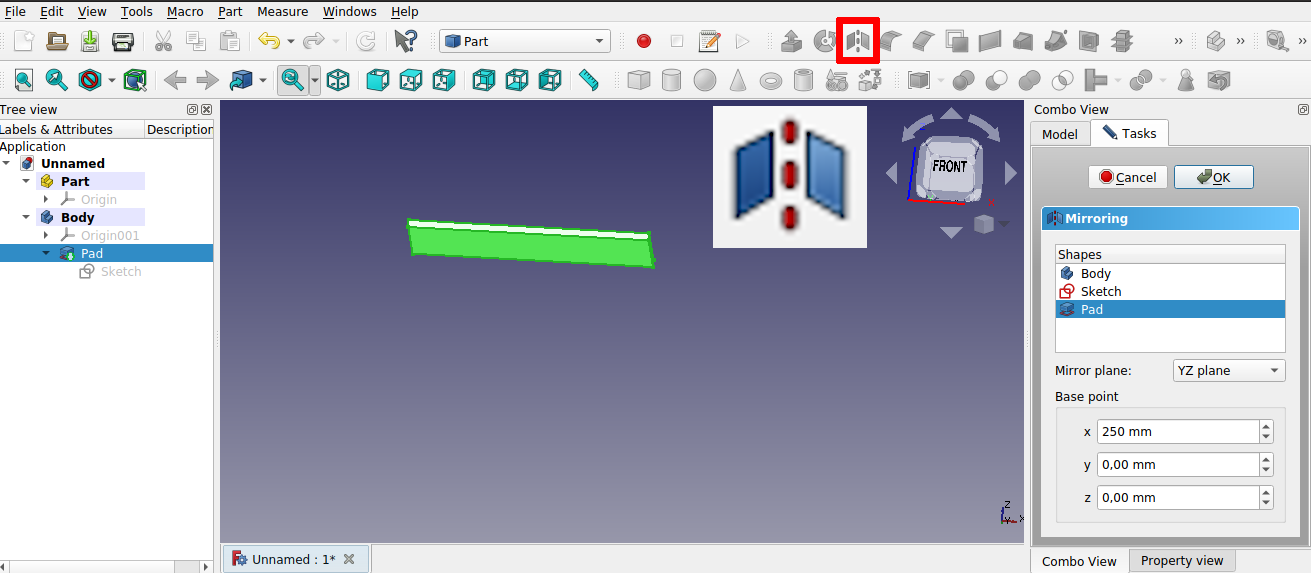 File Edit View Tools Macro Part Measure Windows Help
Part
Tree view
Labels & Attributes Description
Application
Unnamed
Part
Origin
Body
Origin001
Pad
Sketch
FRONT
z
x
Unnamed : 1*
Combo View
Model Tasks
Cancel OK
Mirroring
Shapes
Body
Sketch
Pad
Mirror plane: YZ plane
Base point
x 250 mm
y 0,00 mm
z 0,00 mm
Combo View Property view